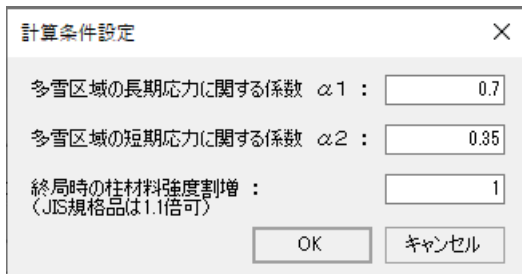 計算条件設定
多雪区域の長期応力に関する係数 α1 : 0.7
多雪区域の短期応力に関する係数 α2 : 0.35
終局時の柱材料強度割増 : 1
(JIS規格品は1.1倍可)
OK キャンセル